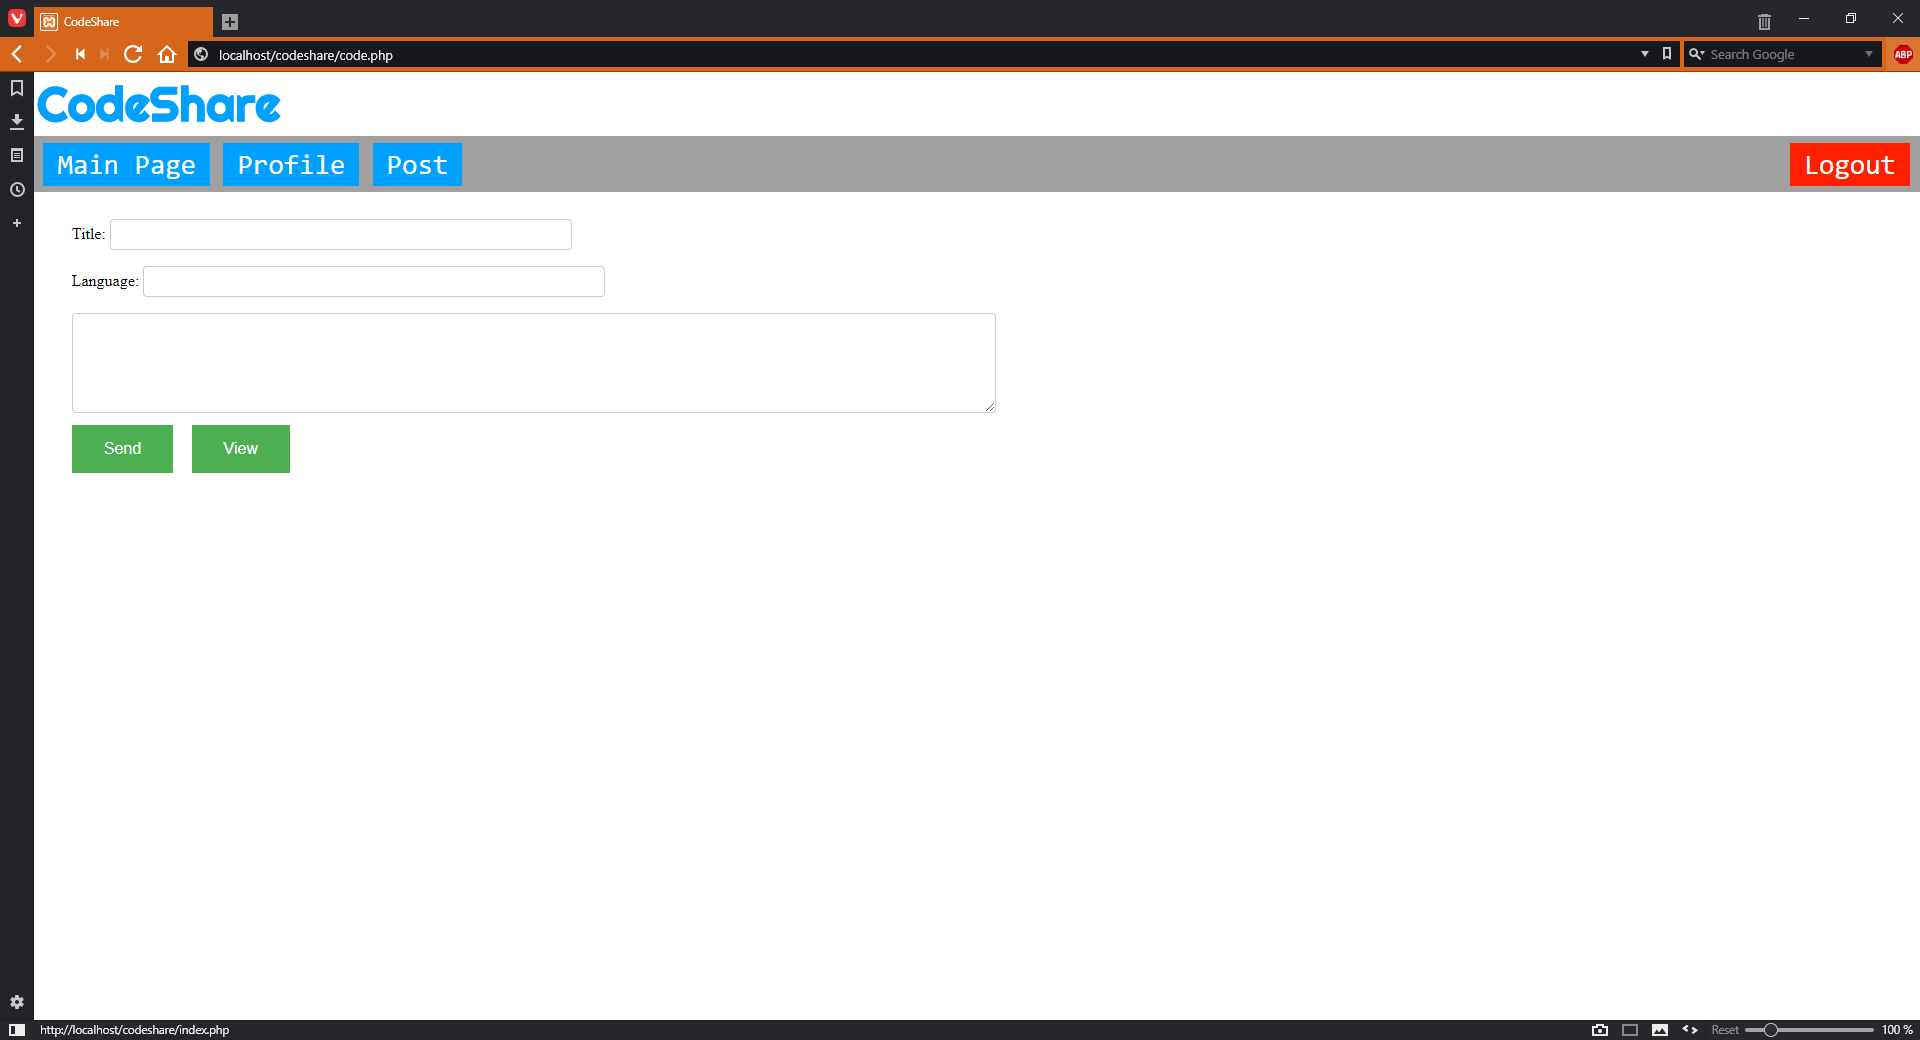 CodeShare
localhost/codeshare/code.php
Search Google
ABP
CodeShare
Main Page Profile Post Logout
Title:
Language:
Send View
http://localhost/codeshare/index.php
Reset 100 %